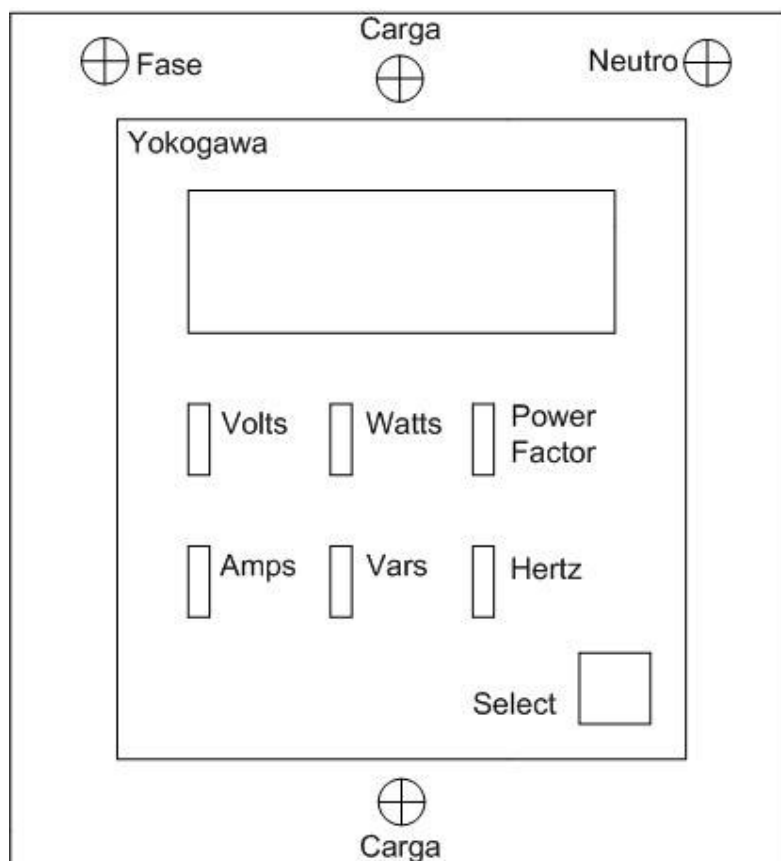 Carga
Fase
Neutro
Yokogawa
Volts
Watts
Power
Factor
Amps
Vars
Hertz
Select
Carga